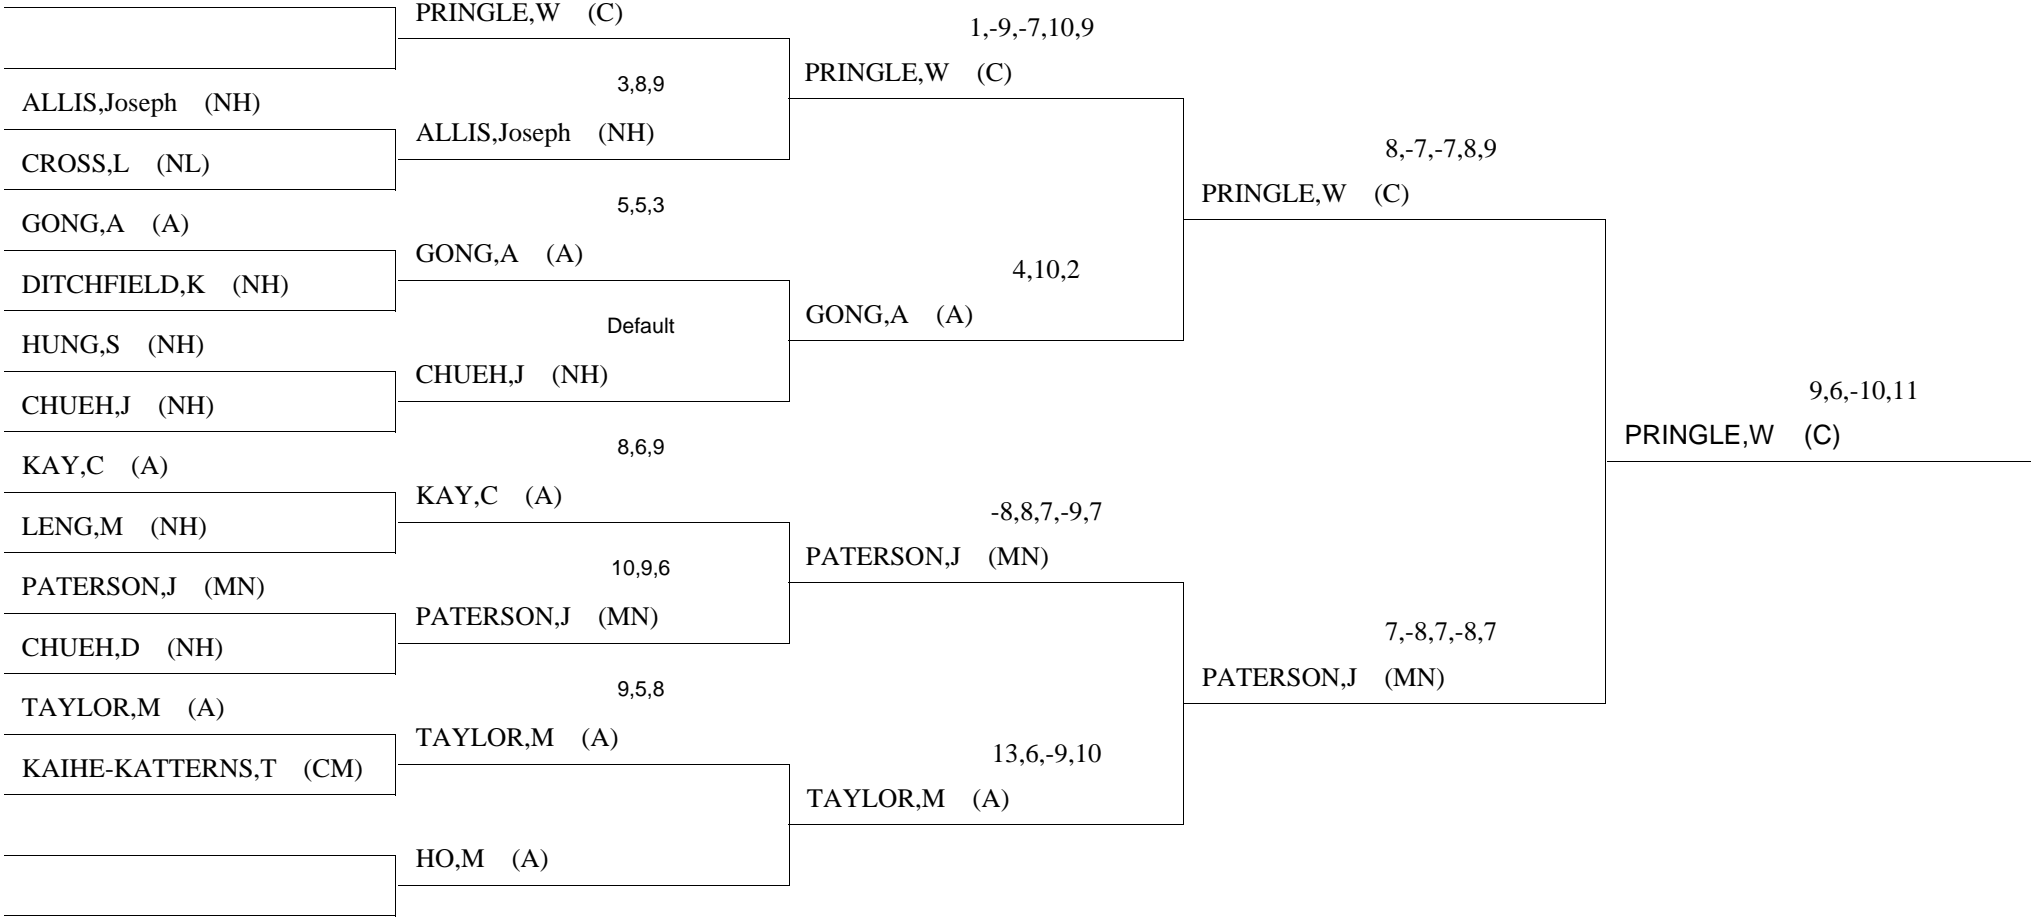 PRINGLE,W (C)
1,-9,-7,10,9
3,8,9
PRINGLE,W (C)
ALLIS,Joseph (NH)
ALLIS,Joseph (NH)
8,-7,-7,8,9
CROSS,L (NL)
5,5,3
PRINGLE,W (C)
GONG,A (A)
GONG,A (A)
4,10,2
DITCHFIELD,K (NH)
Default
GONG,A (A)
HUNG,S (NH)
CHUEH,J (NH)
9,6,-10,11
CHUEH,J (NH)
8,6,9
PRINGLE,W (C)
KAY,C (A)
KAY,C (A)
-8,8,7,-9,7
LENG,M (NH)
10,9,6
PATERSON,J (MN)
PATERSON,J (MN)
PATERSON,J (MN)
7,-8,7,-8,7
CHUEH,D (NH)
9,5,8
PATERSON,J (MN)
TAYLOR,M (A)
TAYLOR,M (A)
13,6,-9,10
KAIHE-KATTERNS,T (CM)
TAYLOR,M (A)
HO,M (A)